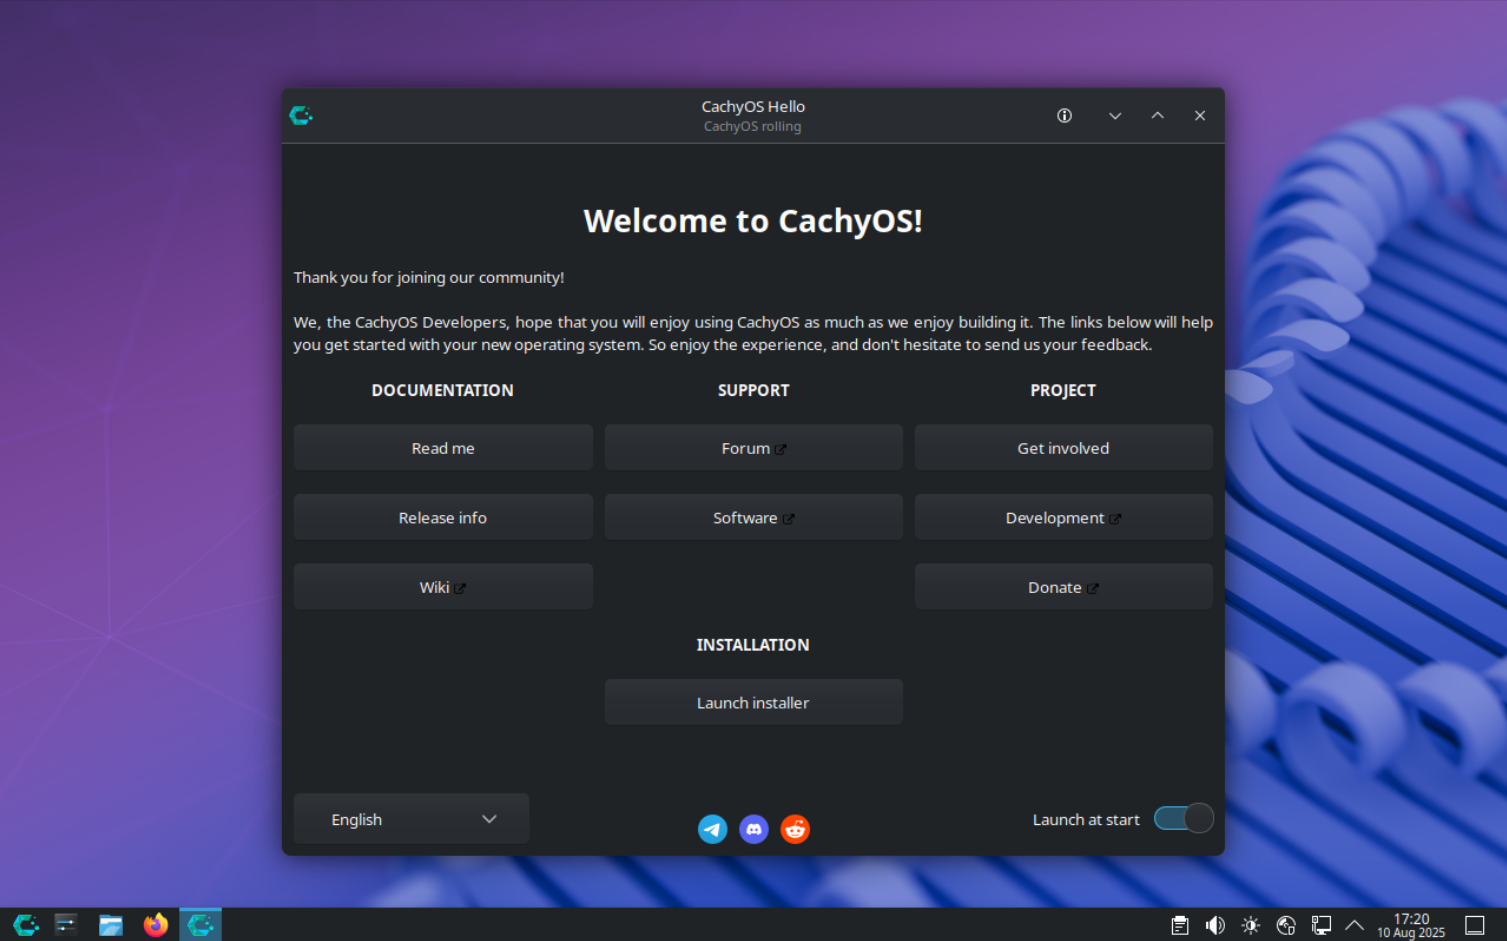 CachyOS Hello
CachyOS rolling
Welcome to CachyOS!
Thank you for joining our community!
We, the CachyOS Developers, hope that you will enjoy using CachyOS as much as we enjoy building it. The links below will help
you get started with your new operating system. So enjoy the experience, and don't hesitate to send us your feedback.
DOCUMENTATION
SUPPORT
PROJECT
Read me
Forum
Get involved
Release info
Software
Development
Wiki
Donate
INSTALLATION
Launch installer
English
Launch at start
17:20
10 Aug 2025